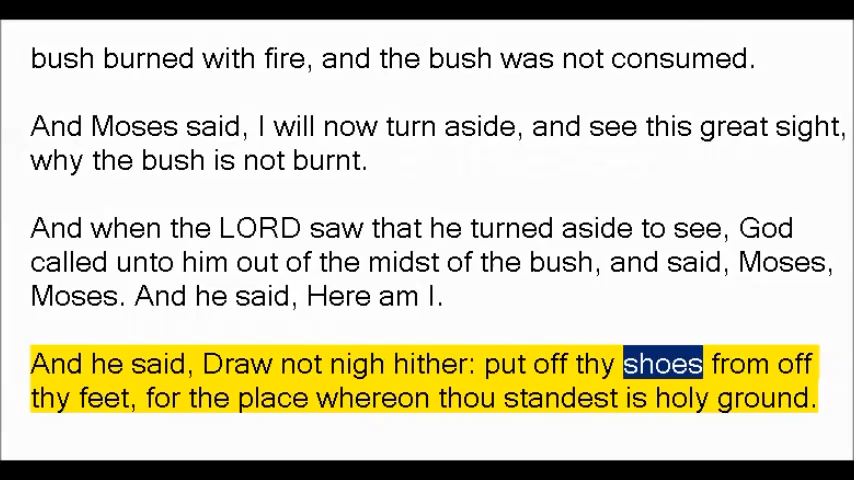 bush burned with fire, and the bush was not consumed.
And Moses said, I will now turn aside, and see this great sight,
why the bush is not burnt.
And when the LORD saw that he turned aside to see, God
called unto him out of the midst of the bush, and said, Moses,
Moses. And he said, Here am I.
And he said, Draw not nigh hither: put off thy shoes from off
thy feet, for the place whereon thou standest is holy ground.